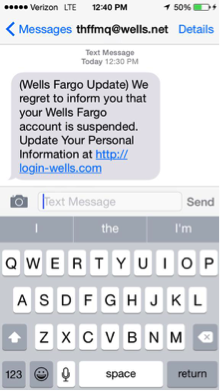 Verizon LTE 12:40 PM 50%
Messages thffmq@wells.net Details
Text Message
Today 12:30 PM
(Wells Fargo Update) We
regret to inform you that
your Wells Fargo
account is suspended.
Update Your Personal
Information at http://
login-wells.com
Text Message Send
I the I'm
Q W E R T Y U I O P
A S D F G H J K L
Z X C V B N M
123 space return